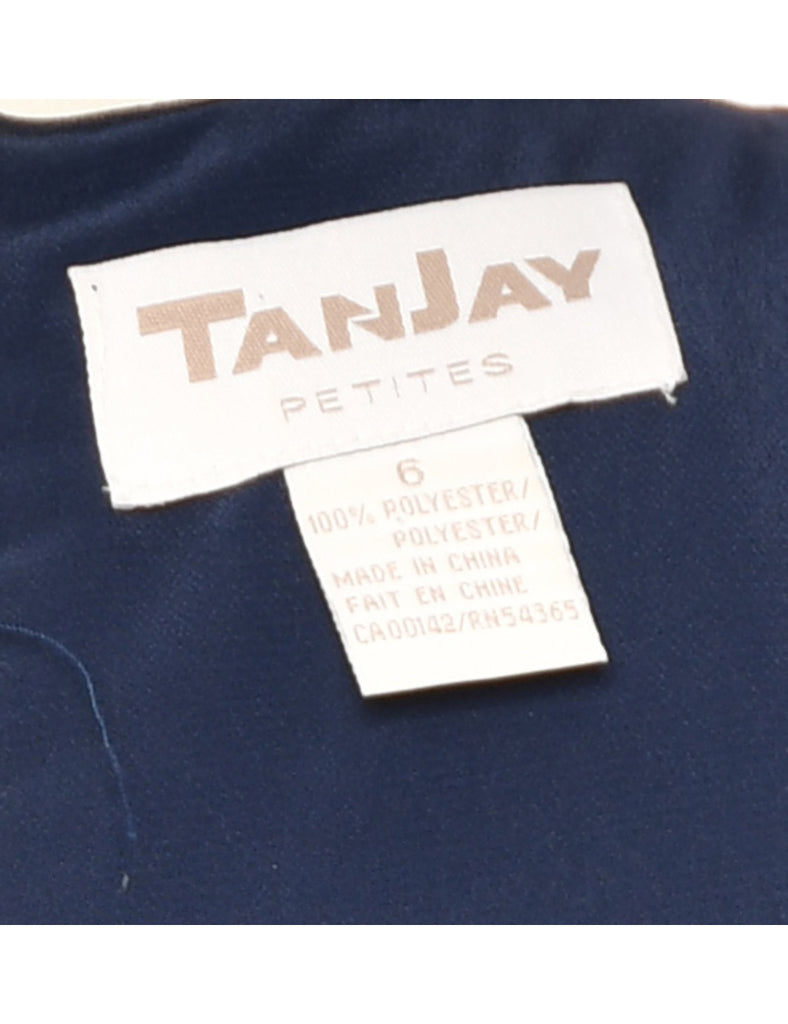 TANJAY
PETITES
6
100% POLYESTER/
POLYESTER/
MADE IN CHINA
FAIT EN CHINE
CA00142/RN54365